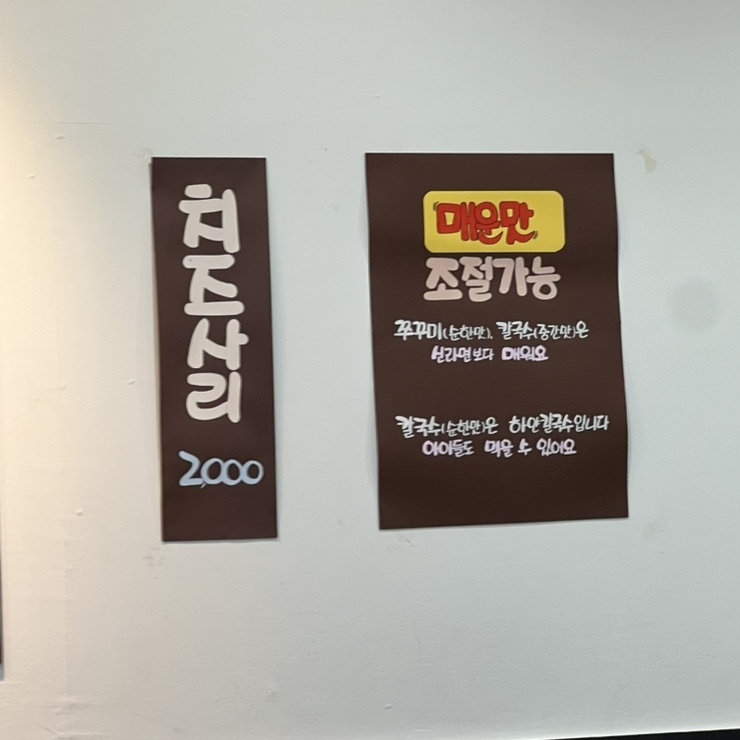 치즈사리
2,000
매운맛
조절가능
쭈꾸미(순한맛), 칼국수(중간맛)은
신라면보다 매워요
칼국수(순한맛)은 하얀칼국수입니다
아이들도 먹을 수 있어요